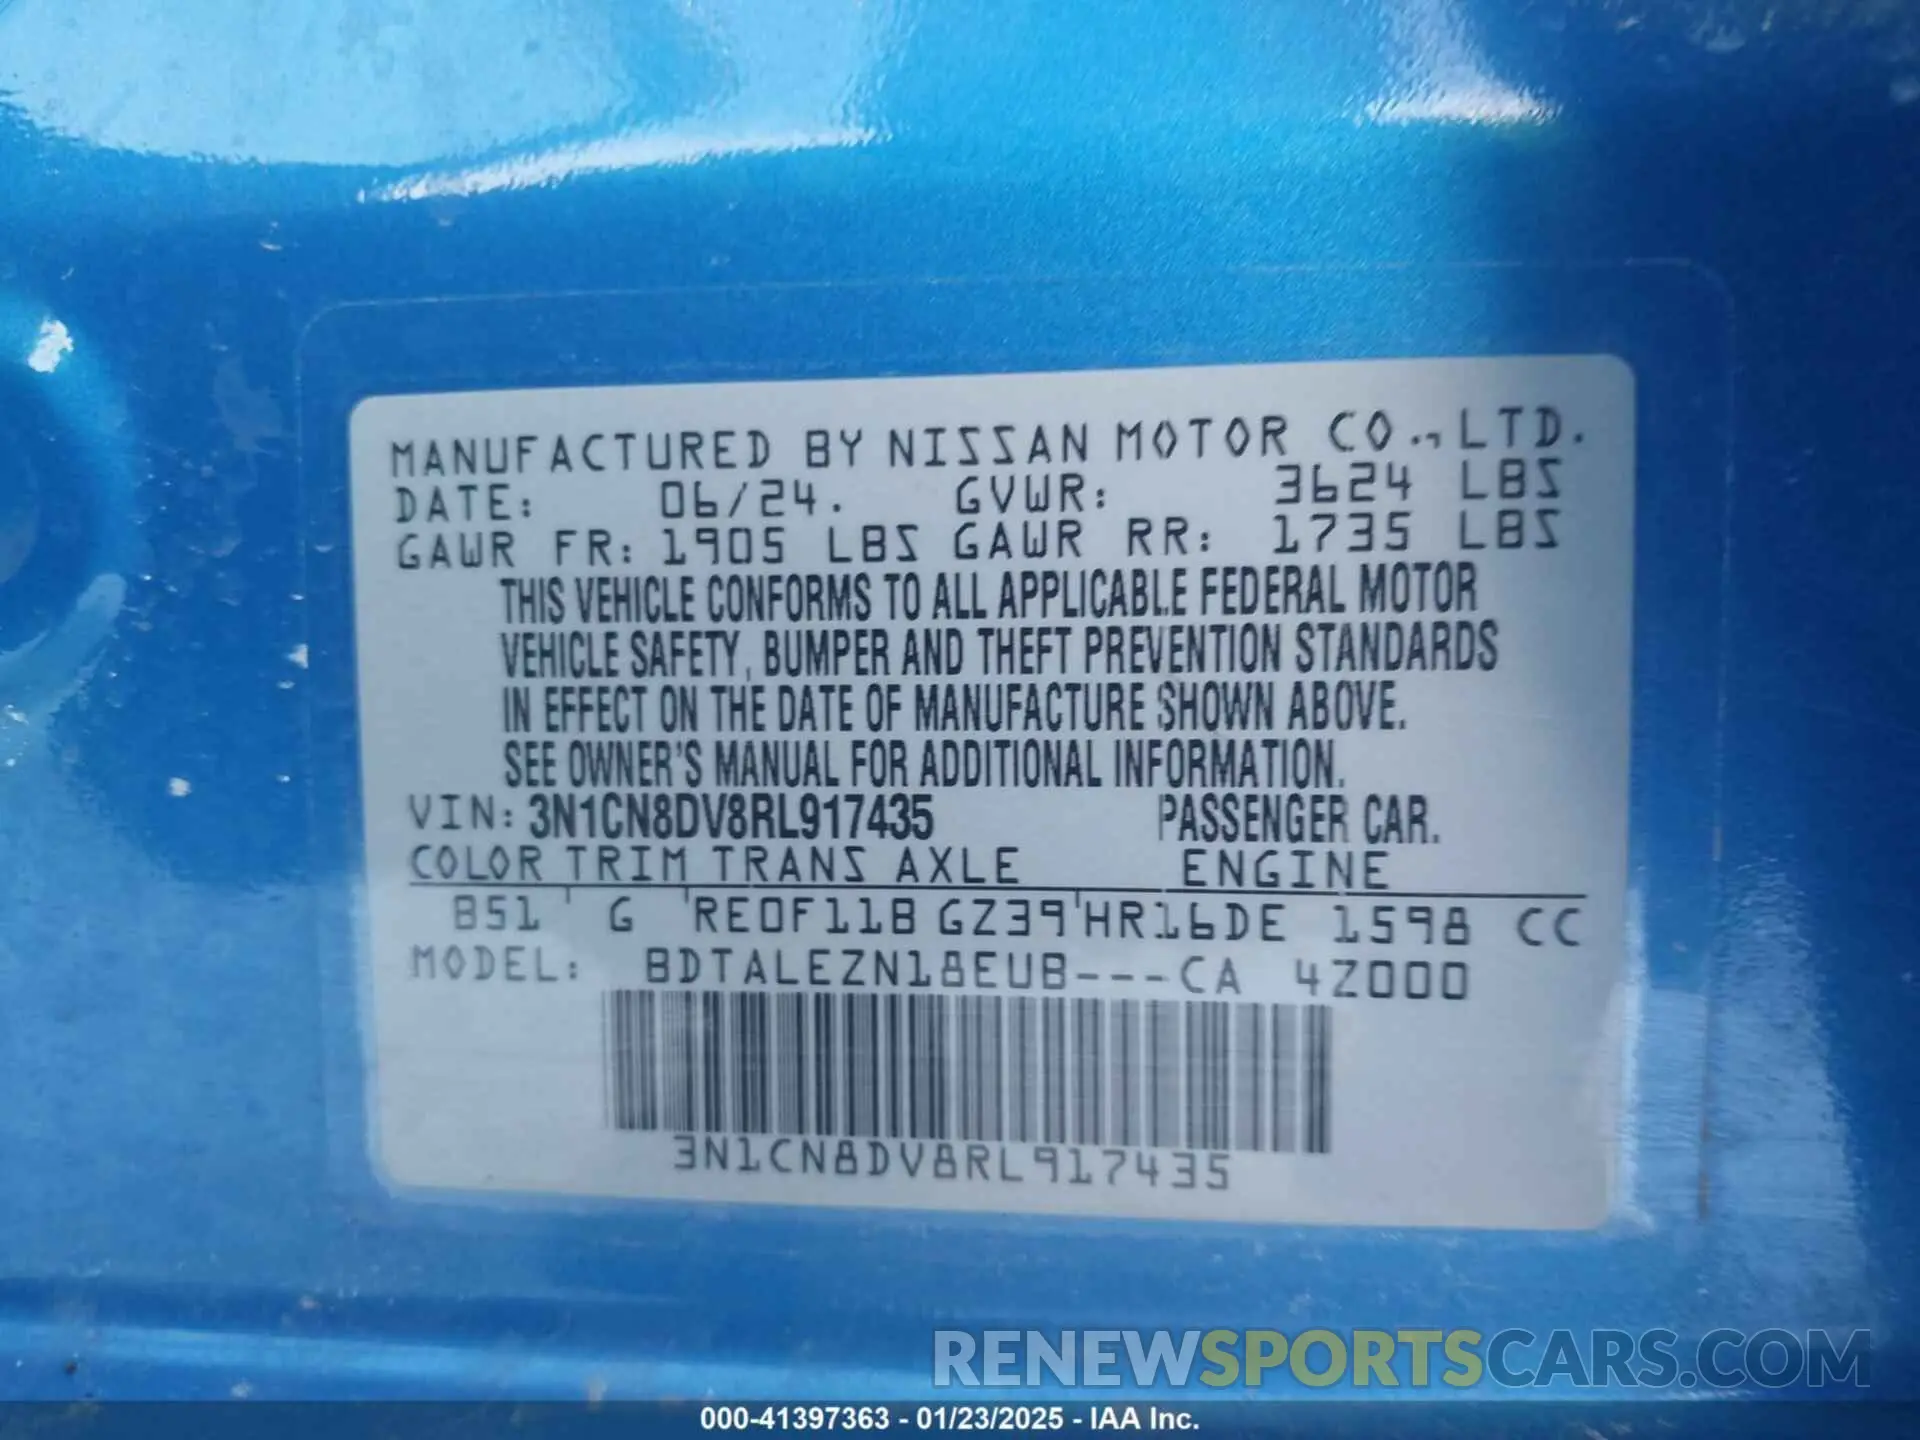 MANUFACTURED BY NISSAN MOTOR CO., LTD.
DATE: 06/24. GVWR: 3624 LBS
GAWR FR: 1905 LBS GAWR RR: 1735 LBS
THIS VEHICLE CONFORMS TO ALL APPLICABLE FEDERAL MOTOR
VEHICLE SAFETY, BUMPER AND THEFT PREVENTION STANDARDS
IN EFFECT ON THE DATE OF MANUFACTURE SHOWN ABOVE.
SEE OWNER'S MANUAL FOR ADDITIONAL INFORMATION.
VIN: 3N1CN8DV8RL917435 PASSENGER CAR.
COLOR TRIM TRANS AXLE ENGINE
B51 G RE0F11B GZ39 HR16DE 1598 CC
MODEL: BDTALEZN18EUB---CA 4Z000
3N1CN8DV8RL917435
RENEWSPORTSCARS.COM
000-41397363 - 01/23/2025 - IAA Inc.